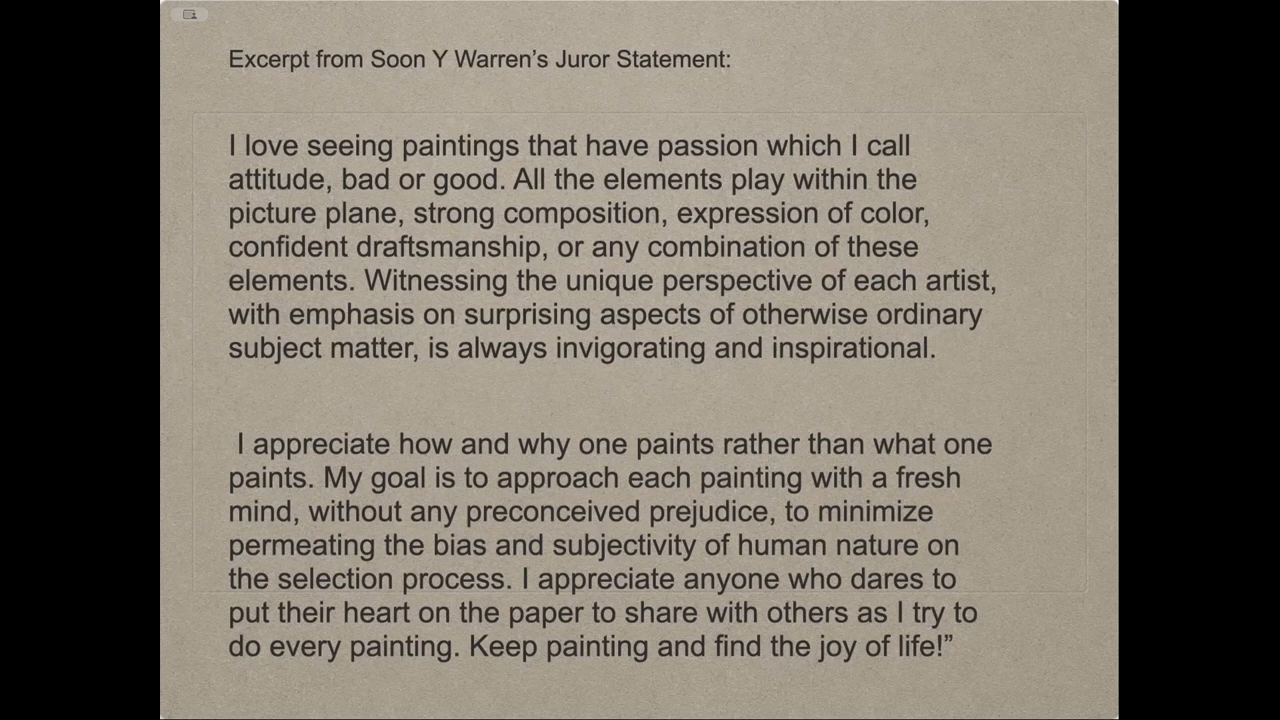 Excerpt from Soon Y Warren’s Juror Statement:
I love seeing paintings that have passion which I call
attitude, bad or good. All the elements play within the
picture plane, strong composition, expression of color,
confident draftsmanship, or any combination of these
elements. Witnessing the unique perspective of each artist,
with emphasis on surprising aspects of otherwise ordinary
subject matter, is always invigorating and inspirational.
I appreciate how and why one paints rather than what one
paints. My goal is to approach each painting with a fresh
mind, without any preconceived prejudice, to minimize
permeating the bias and subjectivity of human nature on
the selection process. I appreciate anyone who dares to
put their heart on the paper to share with others as I try to
do every painting. Keep painting and find the joy of life!”